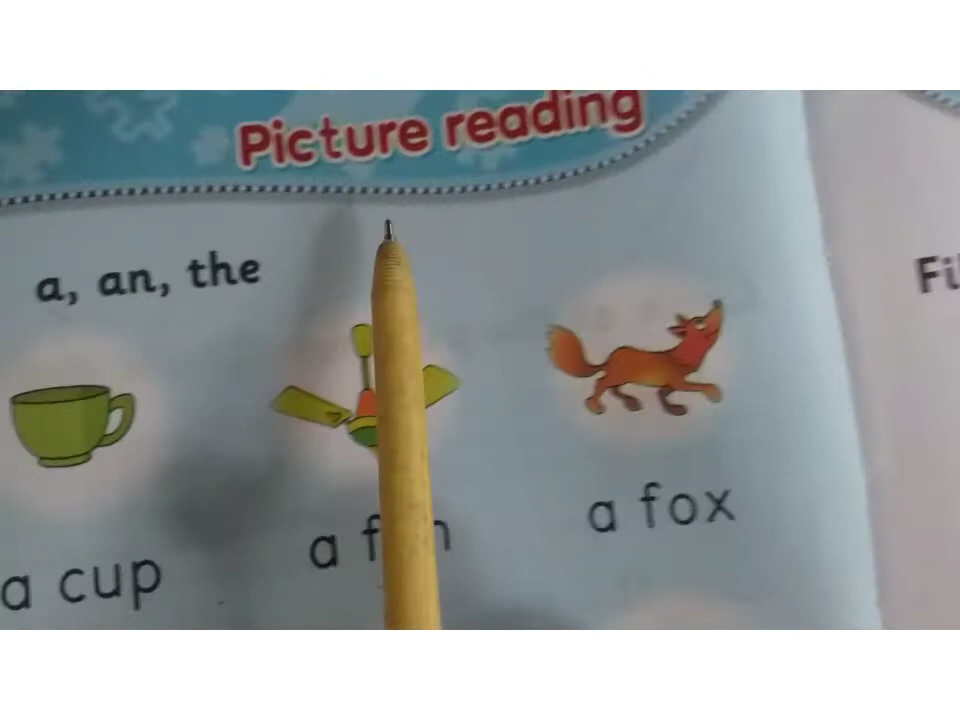 Picture reading
a, an, the
a cup
a
a fox